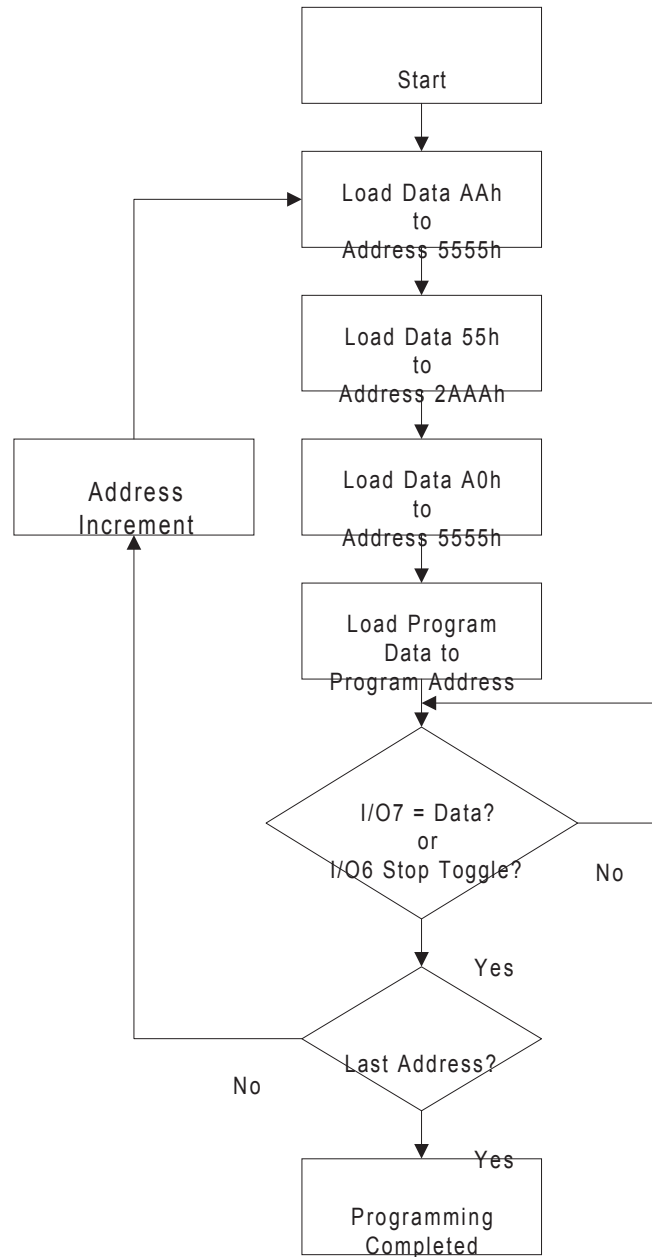 Start
Load Data AAh
to
Address 5555h
Load Data 55h
to
Address 2AAAh
Address
Increment
Load Data A0h
to
Address 5555h
Load Program
Data to
Program Address
I/O7 = Data?
or
I/O6 Stop Toggle?
No
Yes
Last Address?
No
Yes
Programming
Completed